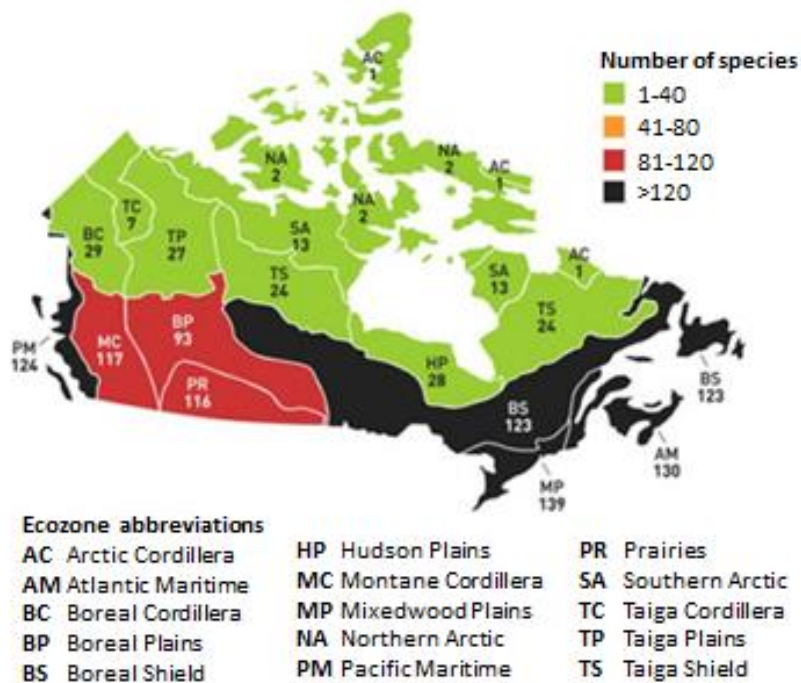 AC
1
Number of species
1-40
41-80
81-120
>120
NA
2
NA
2
AC
1
NA
2
TC
7
BC
29
TP
27
SA
13
TS
24
SA
13
AC
1
TS
24
PM
124
MC
117
BP
93
PR
116
HP
28
BS
123
BS
123
AM
130
MP
139
Ecozone abbreviations
AC Arctic Cordillera
AM Atlantic Maritime
BC Boreal Cordillera
BP Boreal Plains
BS Boreal Shield
HP Hudson Plains
MC Montane Cordillera
MP Mixedwood Plains
NA Northern Arctic
PM Pacific Maritime
PR Prairies
SA Southern Arctic
TC Taiga Cordillera
TP Taiga Plains
TS Taiga Shield